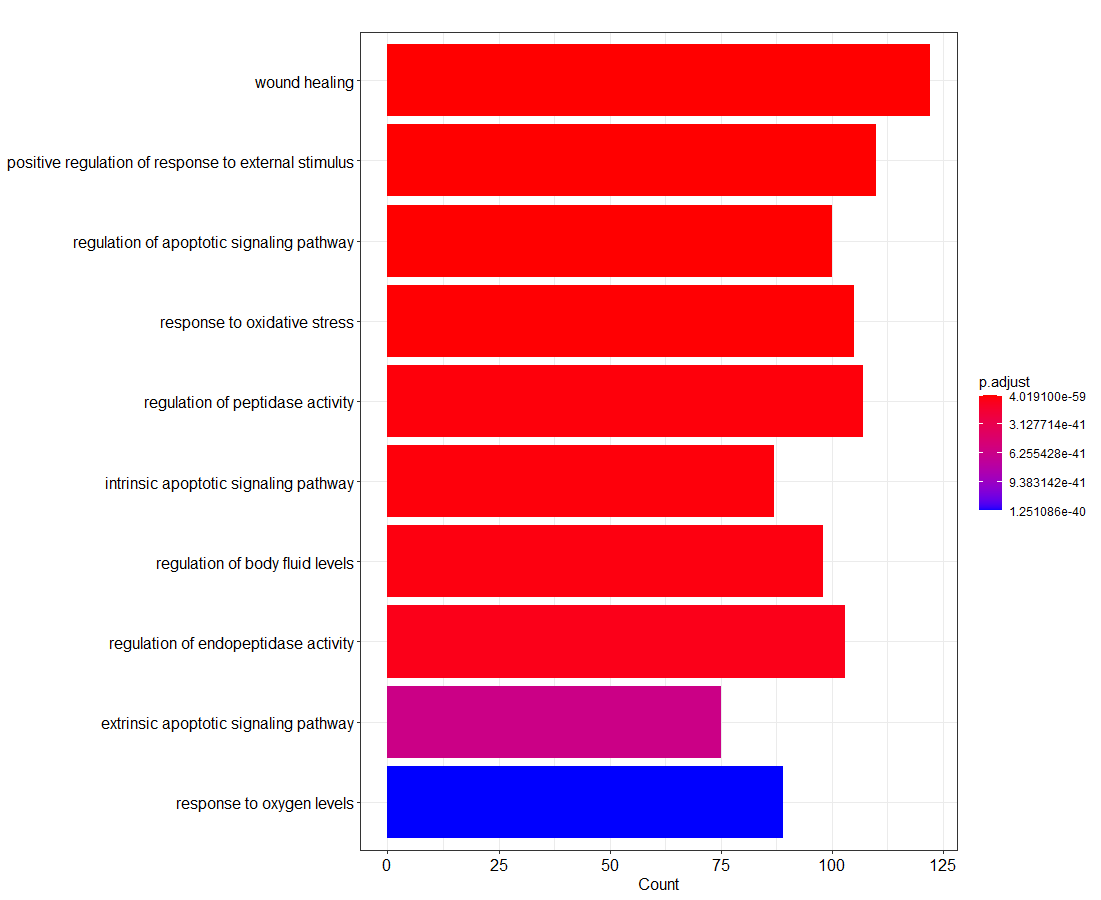 wound healing
positive regulation of response to external stimulus
regulation of apoptotic signaling pathway
response to oxidative stress
regulation of peptidase activity
intrinsic apoptotic signaling pathway
regulation of body fluid levels
regulation of endopeptidase activity
extrinsic apoptotic signaling pathway
response to oxygen levels
0 25 50 75 100 125
Count
p.adjust
4.019100e-59
3.127714e-41
6.255428e-41
9.383142e-41
1.251086e-40